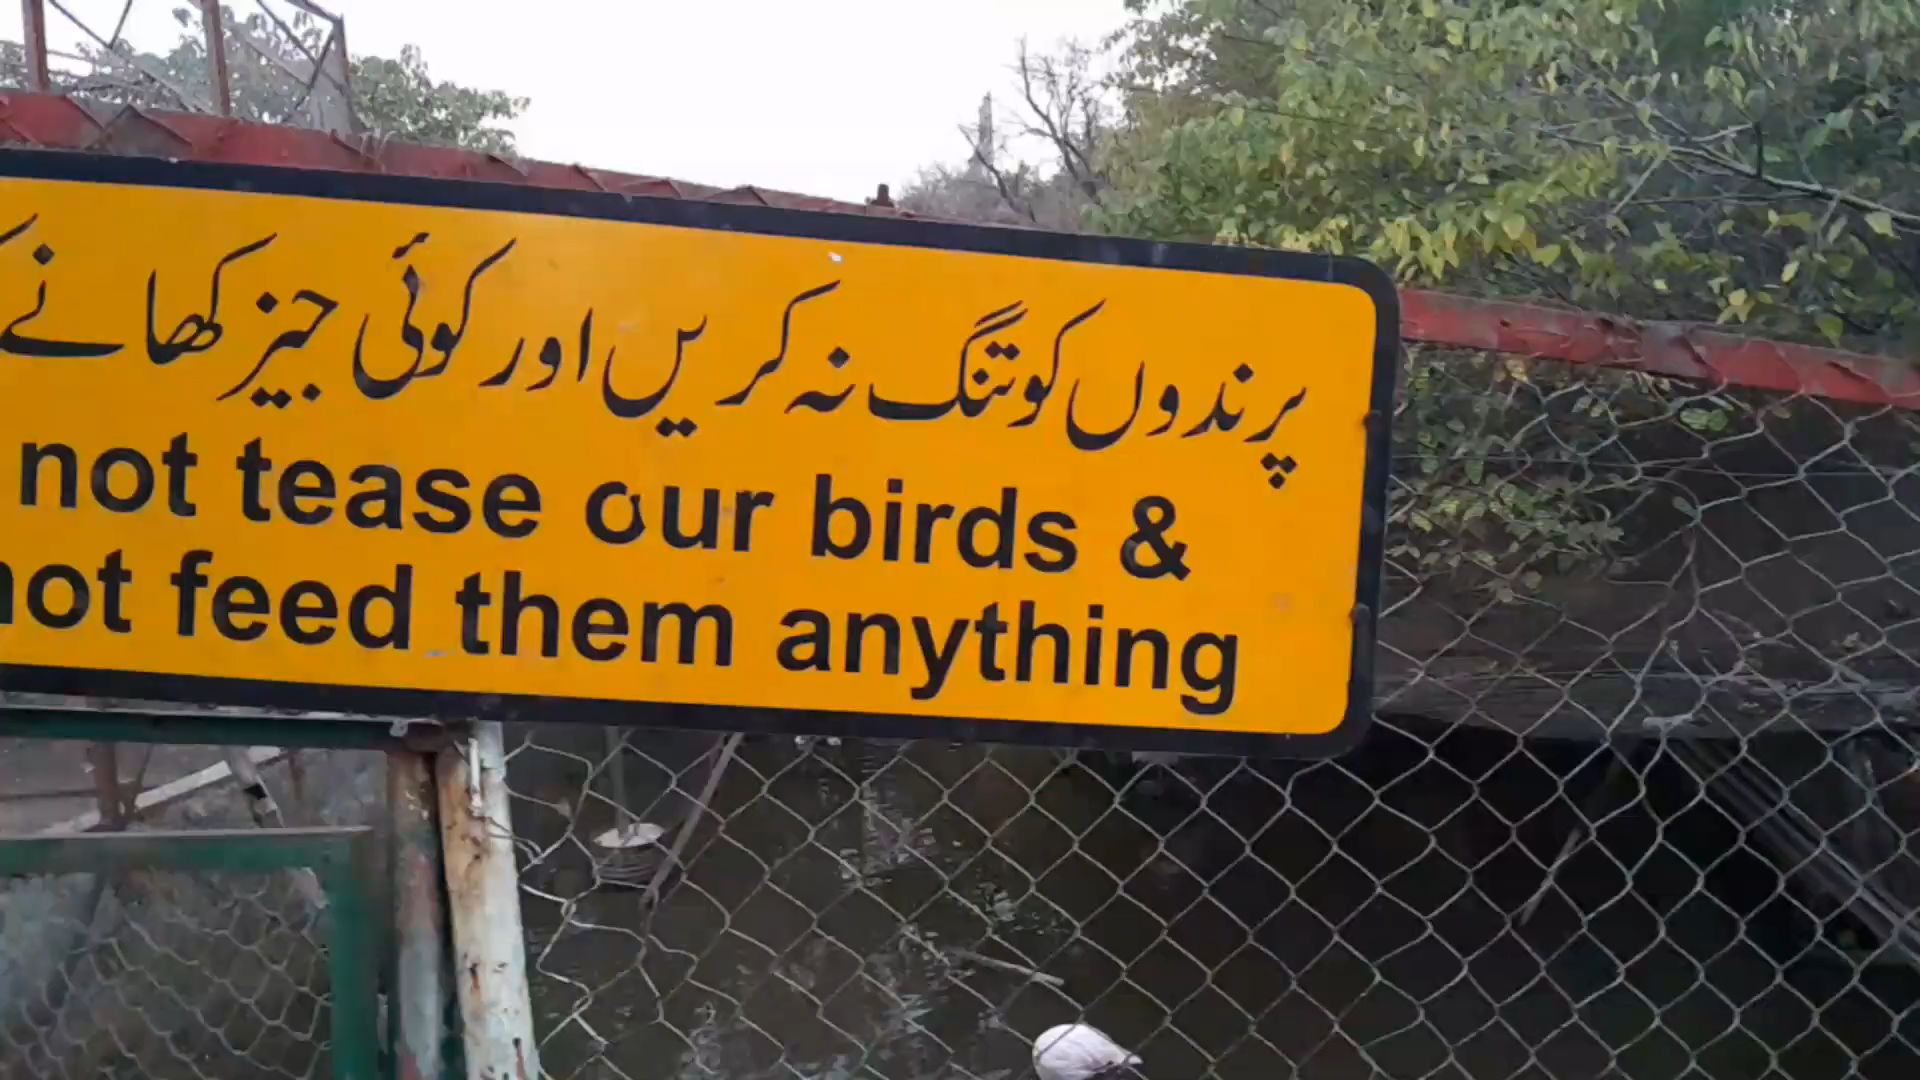 پرندوں کو تنگ نہ کریں اور کوئی چیز کھانے
not tease our birds &
not feed them anything